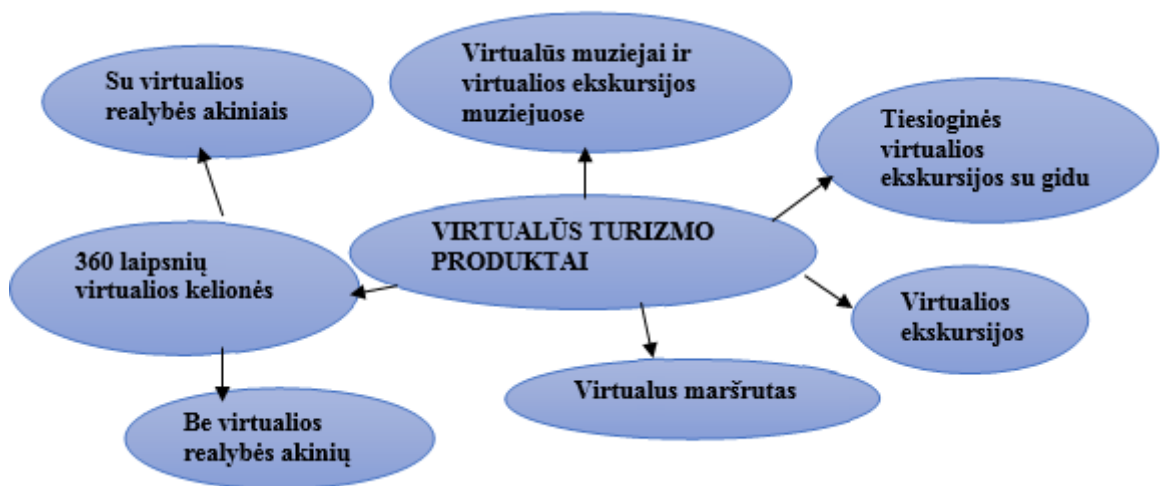 Su virtualios
realybės akiniais
Virtualūs muziejai ir
virtualios ekskursijos
muziejuose
Tiesioginės
virtualios
ekskursijos su gidu
VIRTUALŪS TURIZMO
PRODUKTAI
360 laipsnių
virtualios kelionės
Virtualios
ekskursijos
Virtualus maršrutas
Be virtualios
realybės akinių